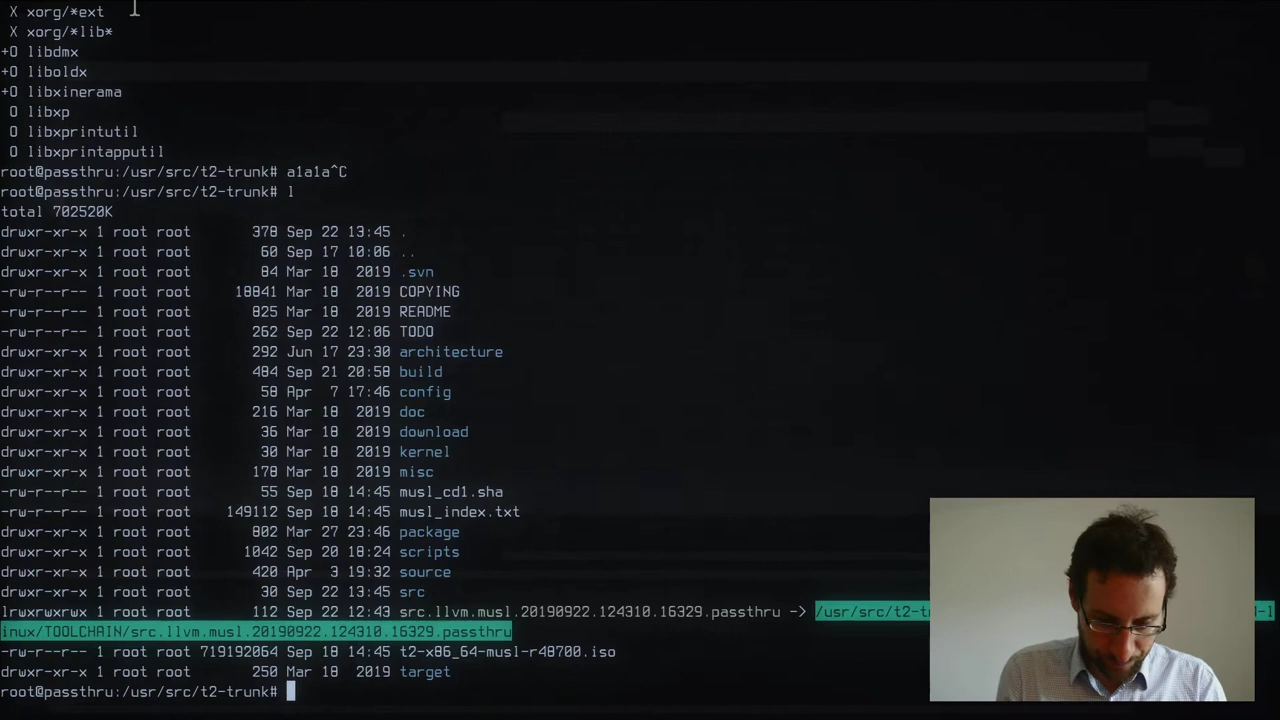 X xorg/*ext
X xorg/*lib*
+O libdmx
+O liboldx
+O libxinerama
O libxp
O libxprintutil
O libxprintapputil
root@passthru:/usr/src/t2-trunk# a1a1a^C
root@passthru:/usr/src/t2-trunk# l
total 702520K
drwxr-xr-x 1 root root 378 Sep 22 13:45 .
drwxr-xr-x 1 root root 60 Sep 17 10:06 ..
drwxr-xr-x 1 root root 84 Mar 18 2019 .svn
-rw-r--r-- 1 root root 18841 Mar 18 2019 COPYING
-rw-r--r-- 1 root root 825 Mar 18 2019 README
-rw-r--r-- 1 root root 262 Sep 22 12:06 TODO
drwxr-xr-x 1 root root 292 Jun 17 23:30 architecture
drwxr-xr-x 1 root root 484 Sep 21 20:58 build
drwxr-xr-x 1 root root 58 Apr 7 17:46 config
drwxr-xr-x 1 root root 216 Mar 18 2019 doc
drwxr-xr-x 1 root root 36 Mar 18 2019 download
drwxr-xr-x 1 root root 30 Mar 18 2019 kernel
drwxr-xr-x 1 root root 178 Mar 18 2019 misc
-rw-r--r-- 1 root root 55 Sep 18 14:45 musl_cd1.sha
-rw-r--r-- 1 root root 149112 Sep 18 14:45 musl_index.txt
drwxr-xr-x 1 root root 802 Mar 27 23:46 package
drwxr-xr-x 1 root root 1042 Sep 20 18:24 scripts
drwxr-xr-x 1 root root 420 Apr 3 19:32 source
drwxr-xr-x 1 root root 30 Sep 22 13:45 src
lrwxrwxrwx 1 root root 112 Sep 22 12:43 src.llvm.musl.20190922.124310.16329.passthru -> /usr/src/t2-
inux/TOOLCHAIN/src.llvm.musl.20190922.124310.16329.passthru
-rw-r--r-- 1 root root 719192064 Sep 18 14:45 t2-x86_64-musl-r48700.iso
drwxr-xr-x 1 root root 250 Mar 18 2019 target
root@passthru:/usr/src/t2-trunk#